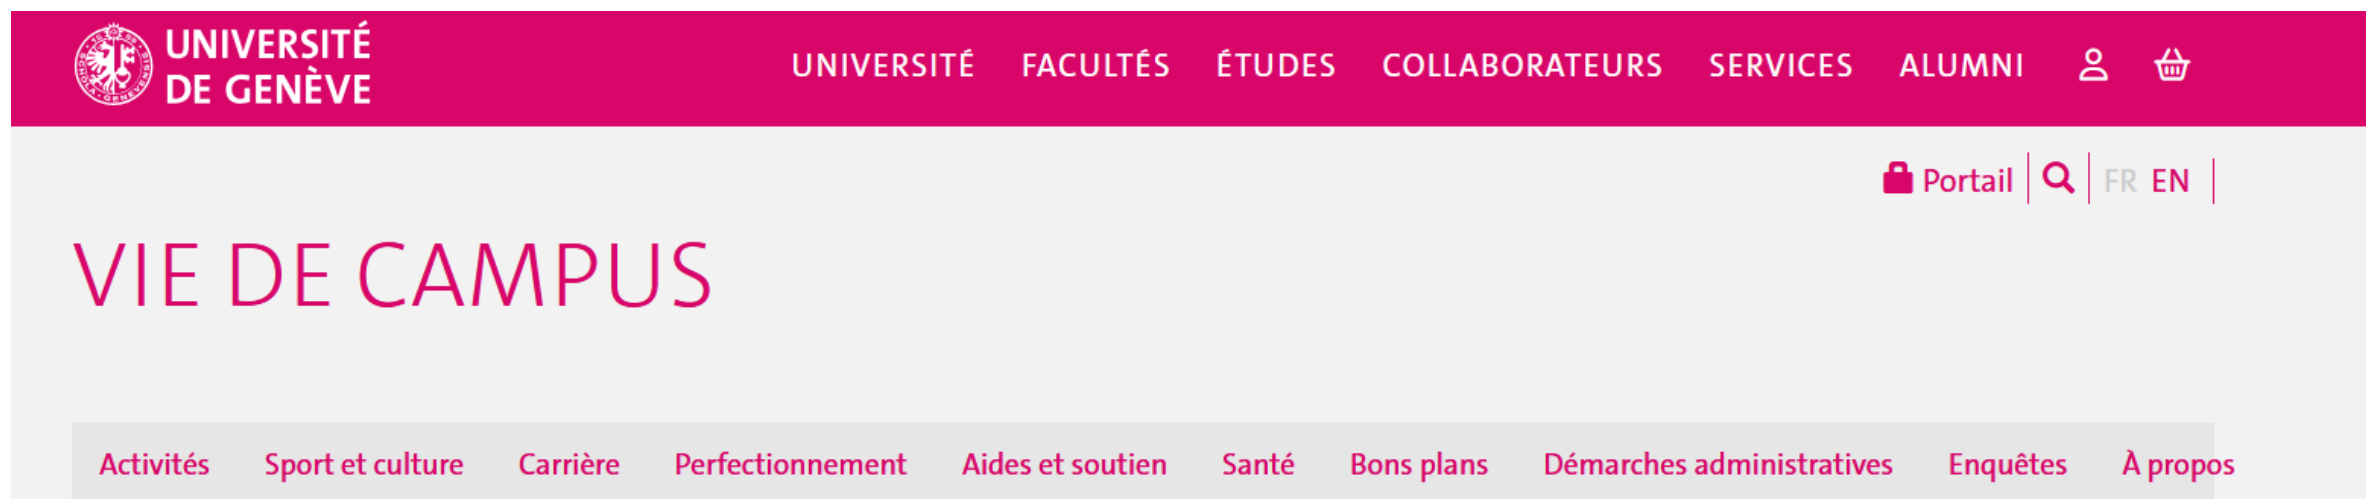 UNIVERSITÉ
DE GENÈVE
UNIVERSITÉ FACULTÉS ÉTUDES COLLABORATEURS SERVICES ALUMNI
Portail FR EN
VIE DE CAMPUS
Activités Sport et culture Carrière Perfectionnement Aides et soutien Santé Bons plans Démarches administratives Enquêtes À propos